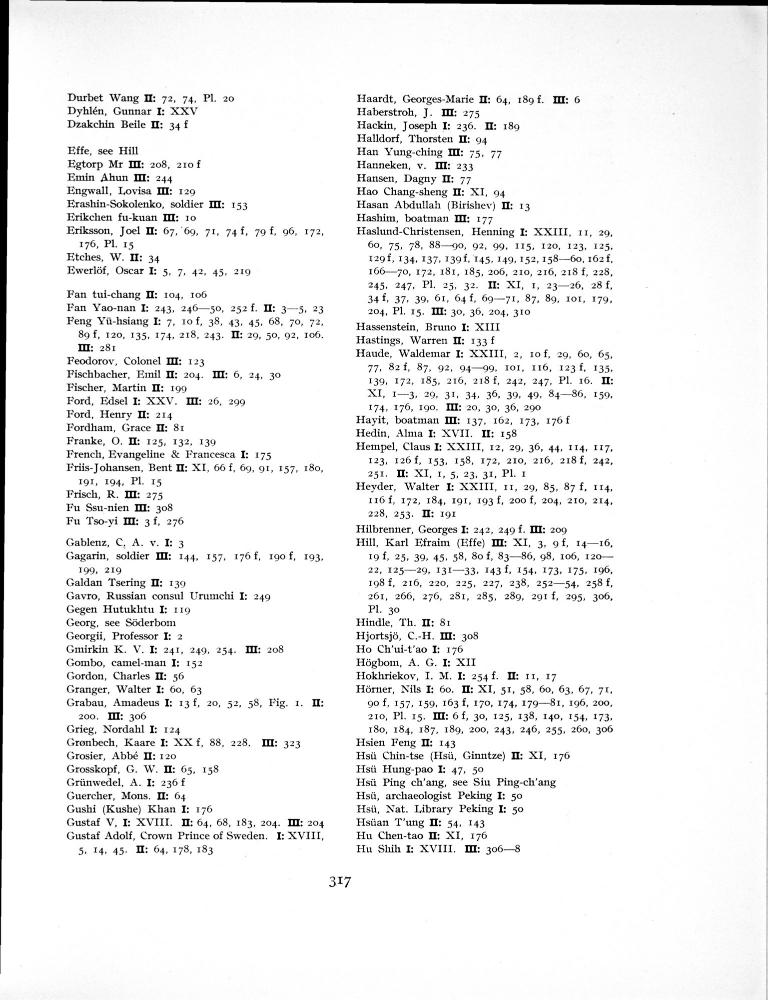 Durbet Wang II: 72, 74, Pl. 20
Dyhlén, Gunnar I: XXV
Dzakchin Beile II: 34 f
Effe, see Hill
Egtorp Mr III: 208, 210 f
Emin Ahun III: 244
Engwall, Lovisa III: 129
Erashin-Sokolenko, soldier III: 153
Erikchen fu-kuan III: 10
Eriksson, Joel II: 67, 69, 71, 74 f, 79 f, 96, 172,
176, Pl. 15
Etches, W. II: 34
Ewerlöf, Oscar I: 5, 7, 42, 45, 219
Fan tui-chang II: 104, 106
Fan Yao-nan I: 243, 246—50, 252 f. II: 3—5, 23
Feng Yü-hsiang I: 7, 10 f, 38, 43, 45, 68, 70, 72,
89 f, 120, 135, 174, 218, 243. II: 29, 50, 92, 106.
III: 281
Feodorov, Colonel III: 123
Fischbacher, Emil II: 204. III: 6, 24, 30
Fischer, Martin II: 199
Ford, Edsel I: XXV. III: 26, 299
Ford, Henry II: 214
Fordham, Grace II: 81
Franke, O. II: 125, 132, 139
French, Evangeline & Francesca I: 175
Friis-Johansen, Bent II: XI, 66 f, 69, 91, 157, 180,
191, 194, Pl. 15
Frisch, R. III: 275
Fu Ssu-nien III: 308
Fu Tso-yi III: 3 f, 276
Gablenz, C, A. v. I: 3
Gagarin, soldier III: 144, 157, 176 f, 190 f, 193,
199, 219
Galdan Tsering II: 139
Gavro, Russian consul Urumchi I: 249
Gegen Hutukhtu I: 119
Georg, see Söderbom
Georgii, Professor I: 2
Gmirkin K. V. I: 241, 249, 254. III: 208
Gombo, camel-man I: 152
Gordon, Charles II: 56
Granger, Walter I: 60, 63
Grabau, Amadeus I: 13 f, 20, 52, 58, Fig. 1. II:
200. III: 306
Grieg, Nordahl I: 124
Grønbech, Kaare I: XX f, 88, 228. III: 323
Grosier, Abbé II: 120
Grosskopf, G. W. II: 65, 158
Grünwedel, A. I: 236 f
Guercher, Mons. II: 64
Gushi (Kushe) Khan I: 176
Gustaf V, I: XVIII. II: 64, 68, 183, 204. III: 204
Gustaf Adolf, Crown Prince of Sweden. I: XVIII,
5, 14, 45. II: 64, 178, 183
Haardt, Georges-Marie II: 64, 189 f. III: 6
Haberstroh, J. III: 275
Hackin, Joseph I: 236. II: 189
Halldorf, Thorsten II: 94
Han Yung-ching III: 75, 77
Hanneken, v. III: 233
Hansen, Dagny II: 77
Hao Chang-sheng II: XI, 94
Hasan Abdullah (Birishev) II: 13
Hashim, boatman III: 177
Haslund-Christensen, Henning I: XXIII, 11, 29,
60, 75, 78, 88—90, 92, 99, 115, 120, 123, 125,
129 f, 134, 137, 139 f, 145, 149, 152, 158—60, 162 f,
166—70, 172, 181, 185, 206, 210, 216, 218 f, 228,
245, 247, Pl. 25, 32. II: XI, 1, 23—26, 28 f,
34 f, 37, 39, 61, 64 f, 69—71, 87, 89, 101, 179,
204, Pl. 15. III: 30, 36, 204, 310
Hassenstein, Bruno I: XIII
Hastings, Warren II: 133 f
Haude, Waldemar I: XXIII, 2, 10 f, 29, 60, 65,
77, 82 f, 87, 92, 94—99, 101, 116, 123 f, 135,
139, 172, 185, 216, 218 f, 242, 247, Pl. 16. II:
XI, 1—3, 29, 31, 34, 36, 39, 49, 84—86, 159,
174, 176, 190. III: 20, 30, 36, 290
Hayit, boatman III: 137, 162, 173, 176 f
Hedin, Alma I: XVII. II: 158
Hempel, Claus I: XXIII, 12, 29, 36, 44, 114, 117,
123, 126 f, 153, 158, 172, 210, 216, 218 f, 242,
251. II: XI, 1, 5, 23, 31, Pl. 1
Heyder, Walter I: XXIII, 11, 29, 85, 87 f, 114,
116 f, 172, 184, 191, 193 f, 200 f, 204, 210, 214,
228, 253. II: 191
Hilbrenner, Georges I: 242, 249 f. III: 209
Hill, Karl Efraim (Effe) III: XI, 3, 9 f, 14—16,
19 f, 25, 39, 45, 58, 80 f, 83—86, 98, 106, 120—
22, 125—29, 131—33, 143 f, 154, 173, 175, 196,
198 f, 216, 220, 225, 227, 238, 252—54, 258 f,
261, 266, 276, 281, 285, 289, 291 f, 295, 306,
Pl. 30
Hindle, Th. II: 81
Hjortsjö, C.-H. III: 308
Ho Ch'ui-t'ao I: 176
Högbom, A. G. I: XII
Hokhriekov, I. M. I: 254 f. II: 11, 17
Hörner, Nils I: 60. II: XI, 51, 58, 60, 63, 67, 71,
90 f, 157, 159, 163 f, 170, 174, 179—81, 196, 200,
210, Pl. 15. III: 6 f, 30, 125, 138, 140, 154, 173,
180, 184, 187, 189, 200, 243, 246, 255, 260, 306
Hsien Feng II: 143
Hsü Chin-tse (Hsü, Ginntze) II: XI, 176
Hsü Hung-pao I: 47, 50
Hsü Ping ch'ang, see Siu Ping-ch'ang
Hsü, archaeologist Peking I: 50
Hsü, Nat. Library Peking I: 50
Hsüan T'ung II: 54, 143
Hu Chen-tao II: XI, 176
Hu Shih I: XVIII. III: 306—8
317